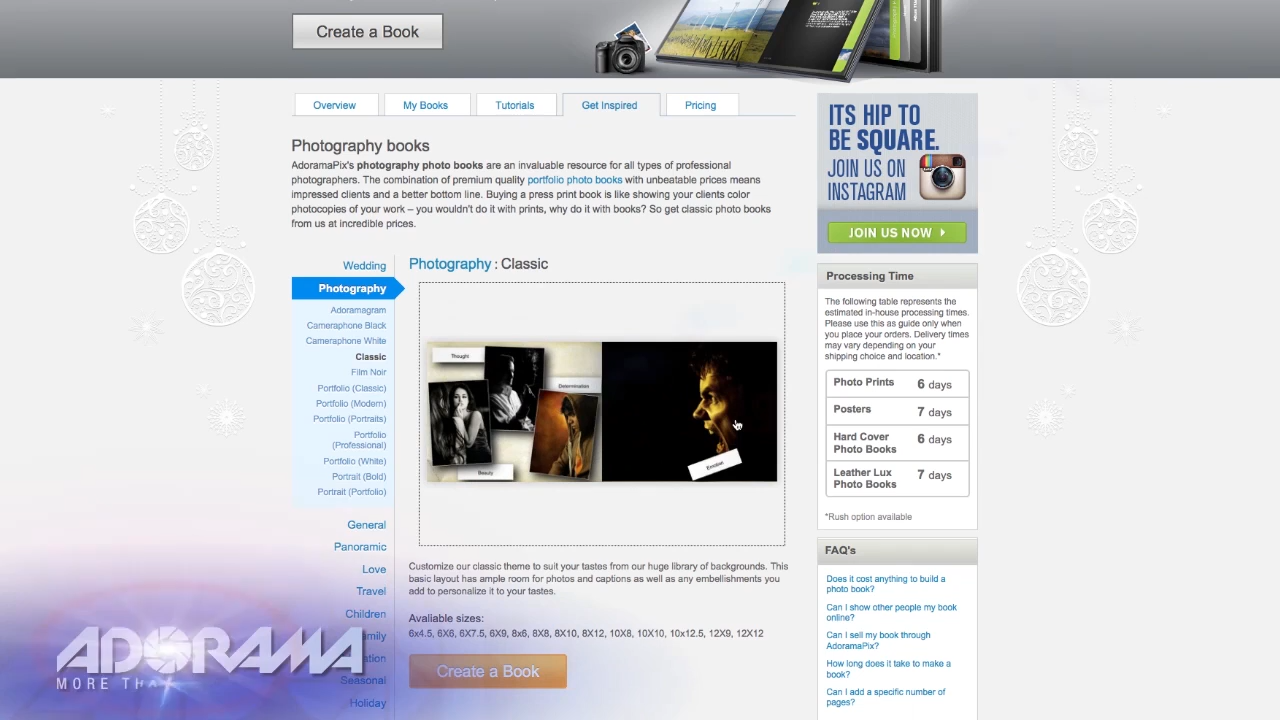 Create a Book
Overview
My Books
Tutorials
Get Inspired
Pricing
Photography books
AdoramaPix's photography photo books are an invaluable resource for all types of professional
photographers. The combination of premium quality portfolio photo books with unbeatable prices means
impressed clients and a better bottom line. Buying a press print book is like showing your clients color
photocopies of your work – you wouldn't do it with prints, why do it with books? So get classic photo books
from us at incredible prices.
Wedding
Photography
Adoramagram
Cameraphone Black
Cameraphone White
Classic
Film Noir
Portfolio (Classic)
Portfolio (Modern)
Portfolio (Portraits)
Portfolio
(Professional)
Portfolio (White)
Portrait (Bold)
Portrait (Portfolio)
General
Panoramic
Love
Travel
Children
Seasonal
Holiday
Photography : Classic
Thought
Determination
Beauty
Emotion
Customize our classic theme to suit your tastes from our huge library of backgrounds. This
basic layout has ample room for photos and captions as well as any embellishments you
add to personalize it to your tastes.
Available sizes:
6x4.5, 6X6, 6X7.5, 6X9, 8x6, 8X8, 8X10, 8X12, 10X8, 10X10, 10x12.5, 12X9, 12X12
Create a Book
ITS HIP TO
BE SQUARE.
JOIN US ON
INSTAGRAM
JOIN US NOW
Processing Time
The following table represents the
estimated in-house processing times.
Please use this as guide only when
you place your orders. Delivery times
may vary depending on your
shipping choice and location.*
Photo Prints 6 days
Posters 7 days
Hard Cover
Photo Books 6 days
Leather Lux
Photo Books 7 days
*Rush option available
FAQ's
Does it cost anything to build a
photo book?
Can I show other people my book
online?
Can I sell my book through
AdoramaPix?
How long does it take to make a
book?
Can I add a specific number of
pages?
ADORAMA
MORE